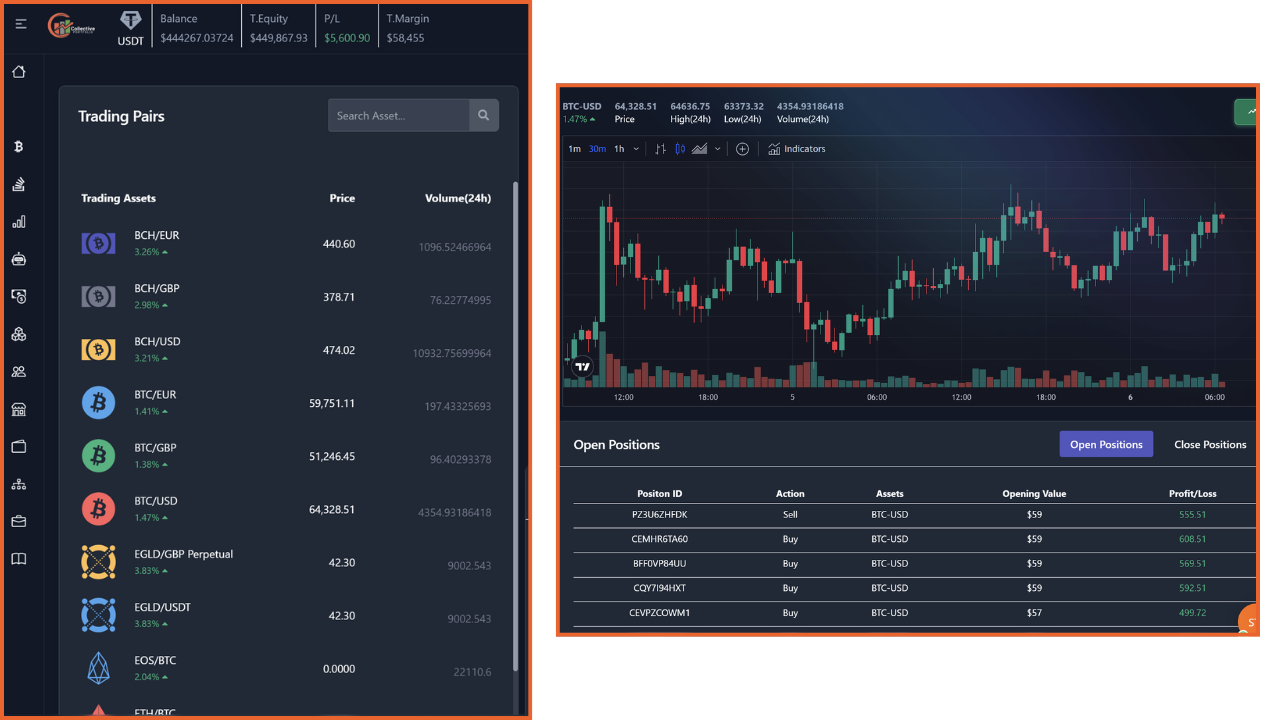 Collective
PORTFOLIO
USDT
Balance
$444267.03724
T.Equity
$449,867.93
P/L
$5,600.90
T.Margin
$58,455
Trading Pairs
Search Asset...
Trading Assets Price Volume(24h)
BCH/EUR
3.26%
440.60
1096.52466964
BCH/GBP
2.98%
378.71
76.22774995
BCH/USD
3.21%
474.02
10932.75699964
BTC/EUR
1.41%
59,751.11
197.43325693
BTC/GBP
1.38%
51,246.45
96.40293378
BTC/USD
1.47%
64,328.51
4354.93186418
EGLD/GBP Perpetual
3.83%
42.30
9002.543
EGLD/USDT
3.83%
42.30
9002.543
EOS/BTC
2.04%
0.0000
22110.6
ETH/BTC
BTC-USD 64,328.51 64636.75 63373.32 4354.93186418
1.47% Price High(24h) Low(24h) Volume(24h)
1m 30m 1h Indicators
12:00 18:00 5 06:00 12:00 18:00 6 06:00
Open Positions Open Positions Close Positions
Positon ID Action Assets Opening Value Profit/Loss
PZ3U6ZHFDK Sell BTC-USD $59 555.51
CEMHR6TA60 Buy BTC-USD $59 608.51
BFF0VP84UU Buy BTC-USD $59 569.51
CQY7I94HXT Buy BTC-USD $59 592.51
CEVPZCOWM1 Buy BTC-USD $57 499.72